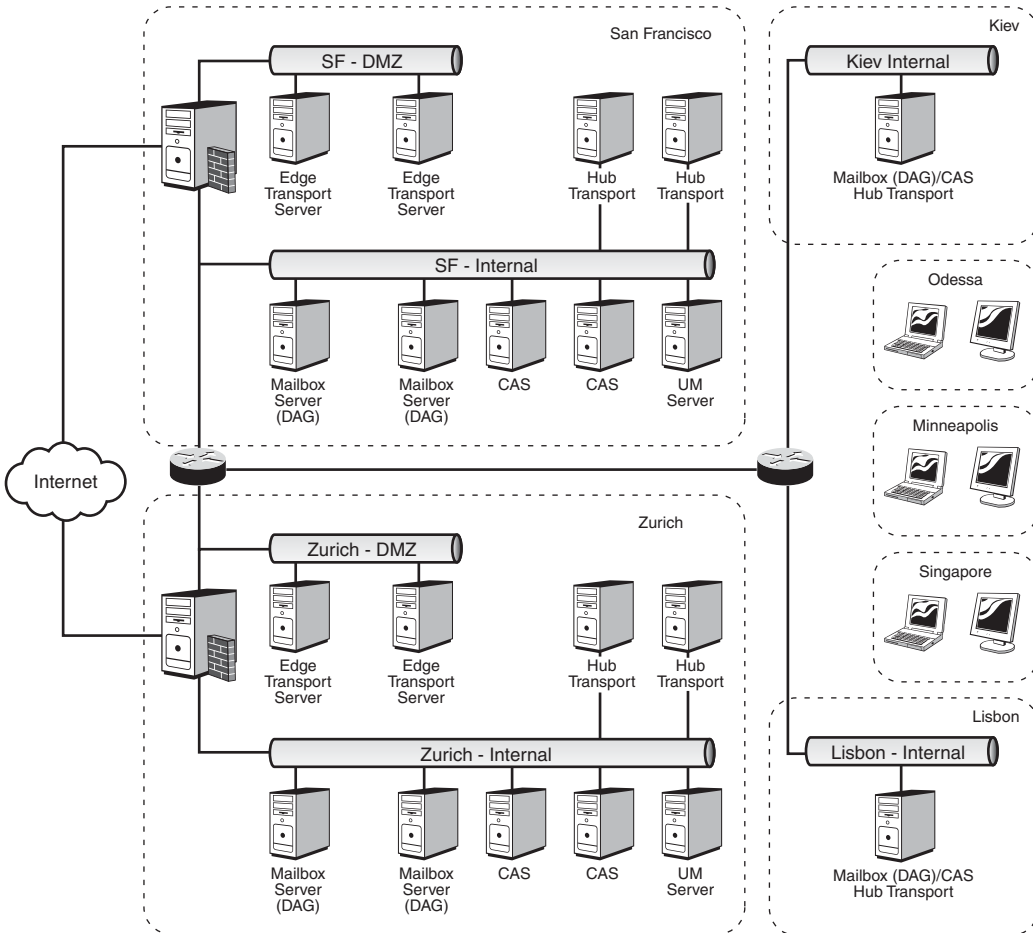 San Francisco
SF - DMZ
Edge
Transport
Server
Edge
Transport
Server
Hub
Transport
Hub
Transport
SF - Internal
Mailbox
Server
(DAG)
Mailbox
Server
(DAG)
CAS
CAS
UM
Server
Internet
Zurich
Zurich - DMZ
Edge
Transport
Server
Edge
Transport
Server
Hub
Transport
Hub
Transport
Zurich - Internal
Mailbox
Server
(DAG)
Mailbox
Server
(DAG)
CAS
CAS
UM
Server
Kiev
Kiev Internal
Mailbox (DAG)/CAS
Hub Transport
Odessa
Minneapolis
Singapore
Lisbon
Lisbon - Internal
Mailbox (DAG)/CAS
Hub Transport